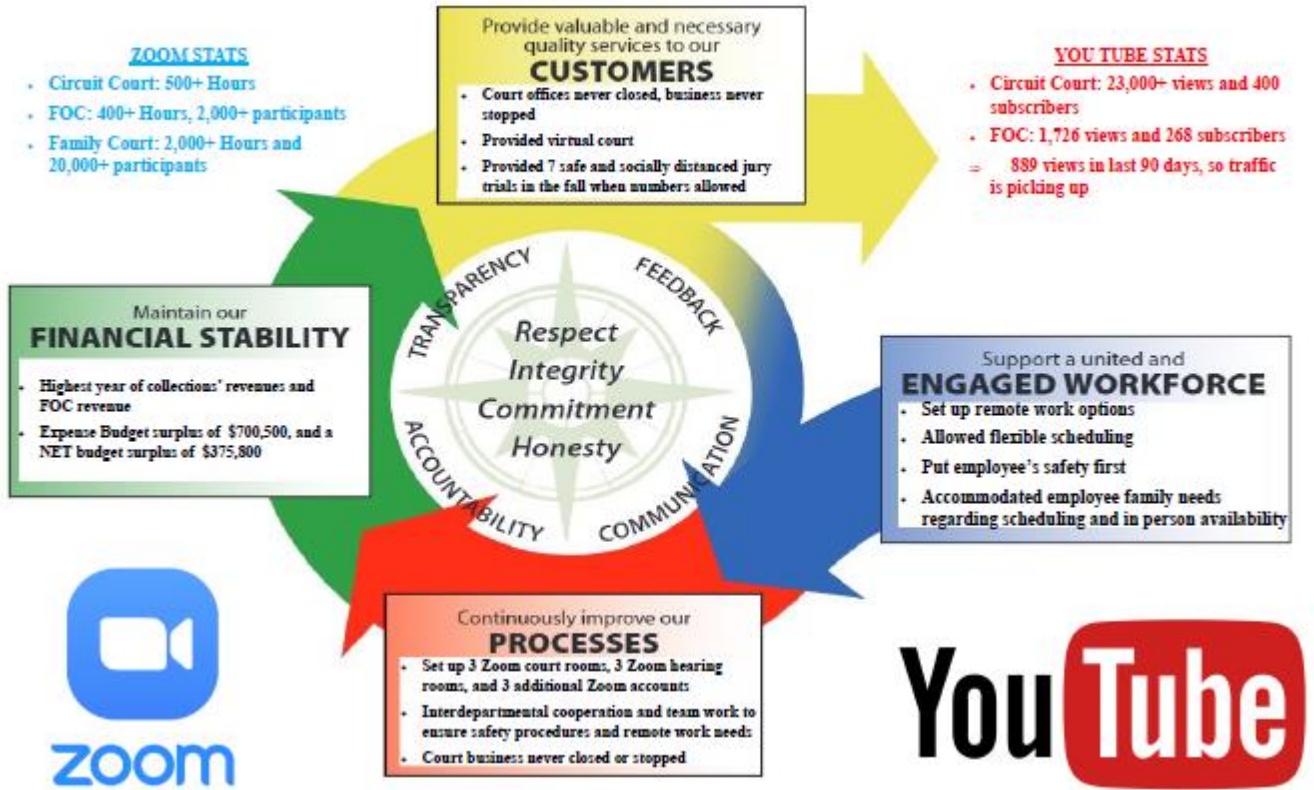 ZOOM STATS
• Circuit Court: 500+ Hours
• FOC: 400+ Hours, 2,000+ participants
• Family Court: 2,000+ Hours and
20,000+ participants
Provide valuable and necessary
quality services to our
CUSTOMERS
• Court offices never closed, business never
stopped
• Provided virtual court
• Provided 7 safe and socially distanced jury
trials in the fall when numbers allowed
YOU TUBE STATS
• Circuit Court: 23,000+ views and 400
subscribers
• FOC: 1,726 views and 268 subscribers
= 889 views in last 90 days, so traffic
is picking up
Maintain our
FINANCIAL STABILITY
• Highest year of collections' revenues and
FOC revenue
• Expense Budget surplus of $700,500, and a
NET budget surplus of $375,800
TRANSPARENCY
FEEDBACK
Respect
Integrity
Commitment
Honesty
ACCOUNTABILITY
COMMUNICATION
Support a united and
ENGAGED WORKFORCE
• Set up remote work options
• Allowed flexible scheduling
• Put employee's safety first
• Accommodated employee family needs
regarding scheduling and in person availability
Continuously improve our
PROCESSES
• Set up 3 Zoom court rooms, 3 Zoom hearing
rooms, and 3 additional Zoom accounts
• Interdepartmental cooperation and team work to
ensure safety procedures and remote work needs
• Court business never closed or stopped
zoom
YouTube